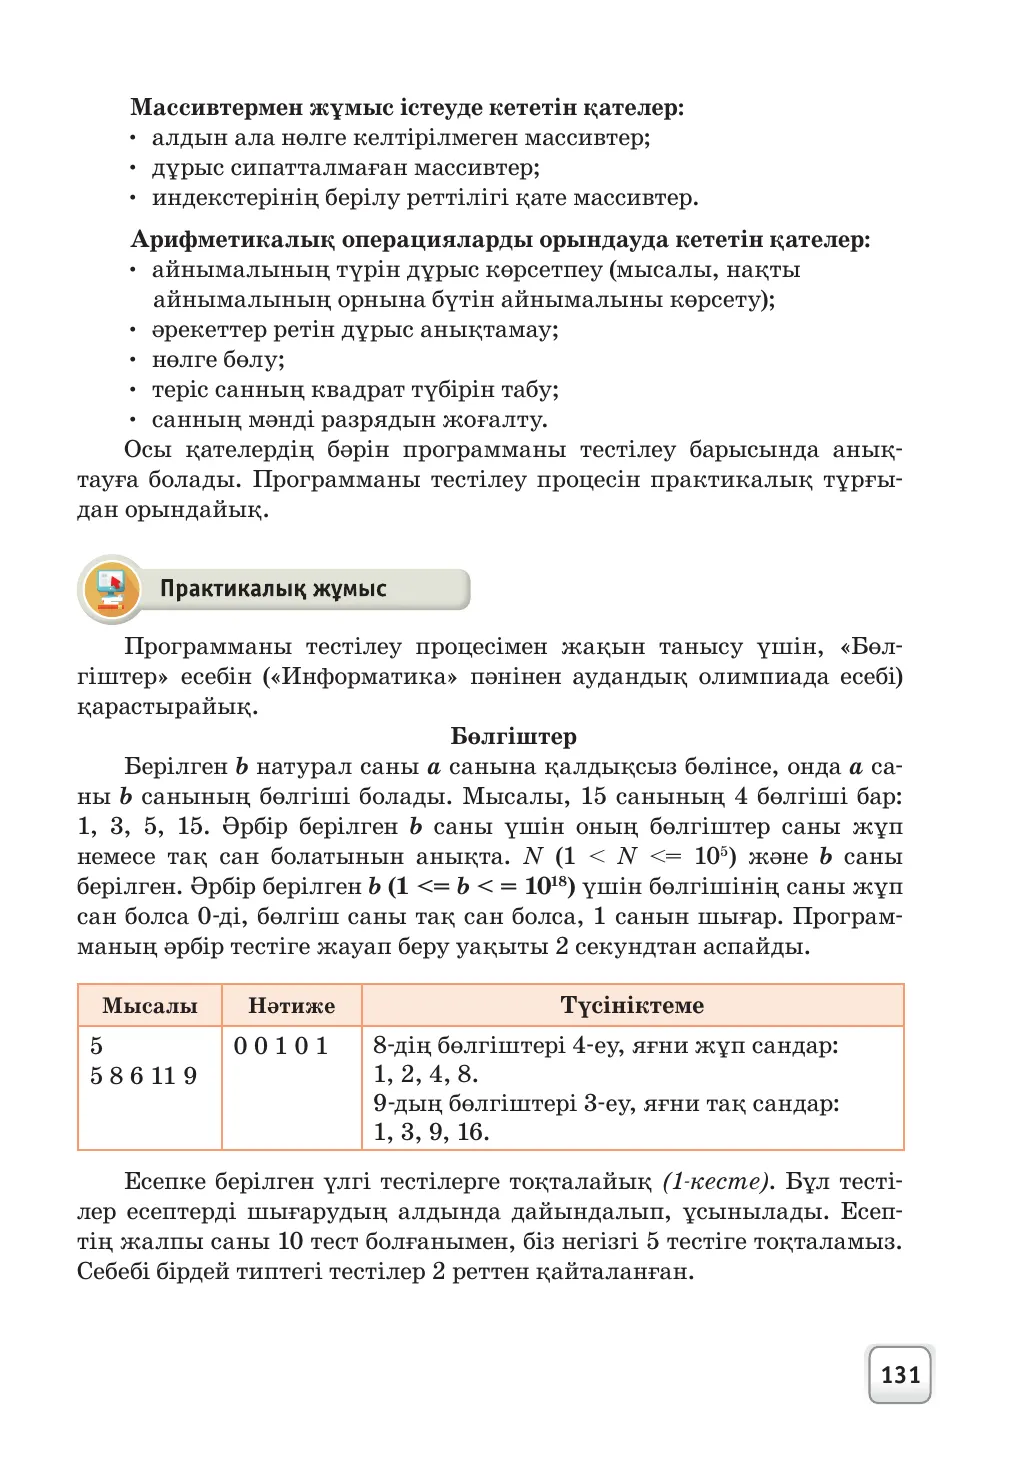 Массивтермен жұмыс істеуде кететін қателер:
• алдын ала нөлге келтірілмеген массивтер;
• дұрыс сипатталмаған массивтер;
• индекстерінің берілу реттілігі қате массивтер.
Арифметикалық операцияларды орындауда кететін қателер:
• айнымалының түрін дұрыс көрсетпеу (мысалы, нақты
айнымалының орнына бүтін айнымалыны көрсету);
• әрекеттер ретін дұрыс анықтамау;
• нөлге бөлу;
• теріс санның квадрат түбірін табу;
• санның мәнді разрядын жоғалту.
Осы қателердің бәрін программаны тестілеу барысында анық-
тауға болады. Программаны тестілеу процесін практикалық тұрғы-
дан орындайық.
Практикалық жұмыс
Программаны тестілеу процесімен жақын танысу үшін, «Бөл-
гіштер» есебін («Информатика» пәнінен аудандық олимпиада есебі)
қарастырайық.
Бөлгіштер
Берілген b натурал саны a санына қалдықсыз бөлінсе, онда a са-
ны b санының бөлгіші болады. Мысалы, 15 санының 4 бөлгіші бар:
1, 3, 5, 15. Әрбір берілген b саны үшін оның бөлгіштер саны жұп
немесе тақ сан болатынын анықта. N (1 < N <= 10⁵) және b саны
берілген. Әрбір берілген b (1 <= b < = 10¹⁸) үшін бөлгішінің саны жұп
сан болса 0-ді, бөлгіш саны тақ сан болса, 1 санын шығар. Програм-
маның әрбір тестіге жауап беру уақыты 2 секундтан аспайды.
Мысалы Нәтиже Түсініктеме
5 0 0 1 0 1 8-дің бөлгіштері 4-еу, яғни жұп сандар:
5 8 6 11 9 1, 2, 4, 8.
9-дың бөлгіштері 3-еу, яғни тақ сандар:
1, 3, 9, 16.
Есепке берілген үлгі тестілерге тоқталайық (1-кесте). Бұл тесті-
лер есептерді шығарудың алдында дайындалып, ұсынылады. Есеп-
тің жалпы саны 10 тест болғанымен, біз негізгі 5 тестіге тоқталамыз.
Себебі бірдей типтегі тестілер 2 реттен қайталанған.
131